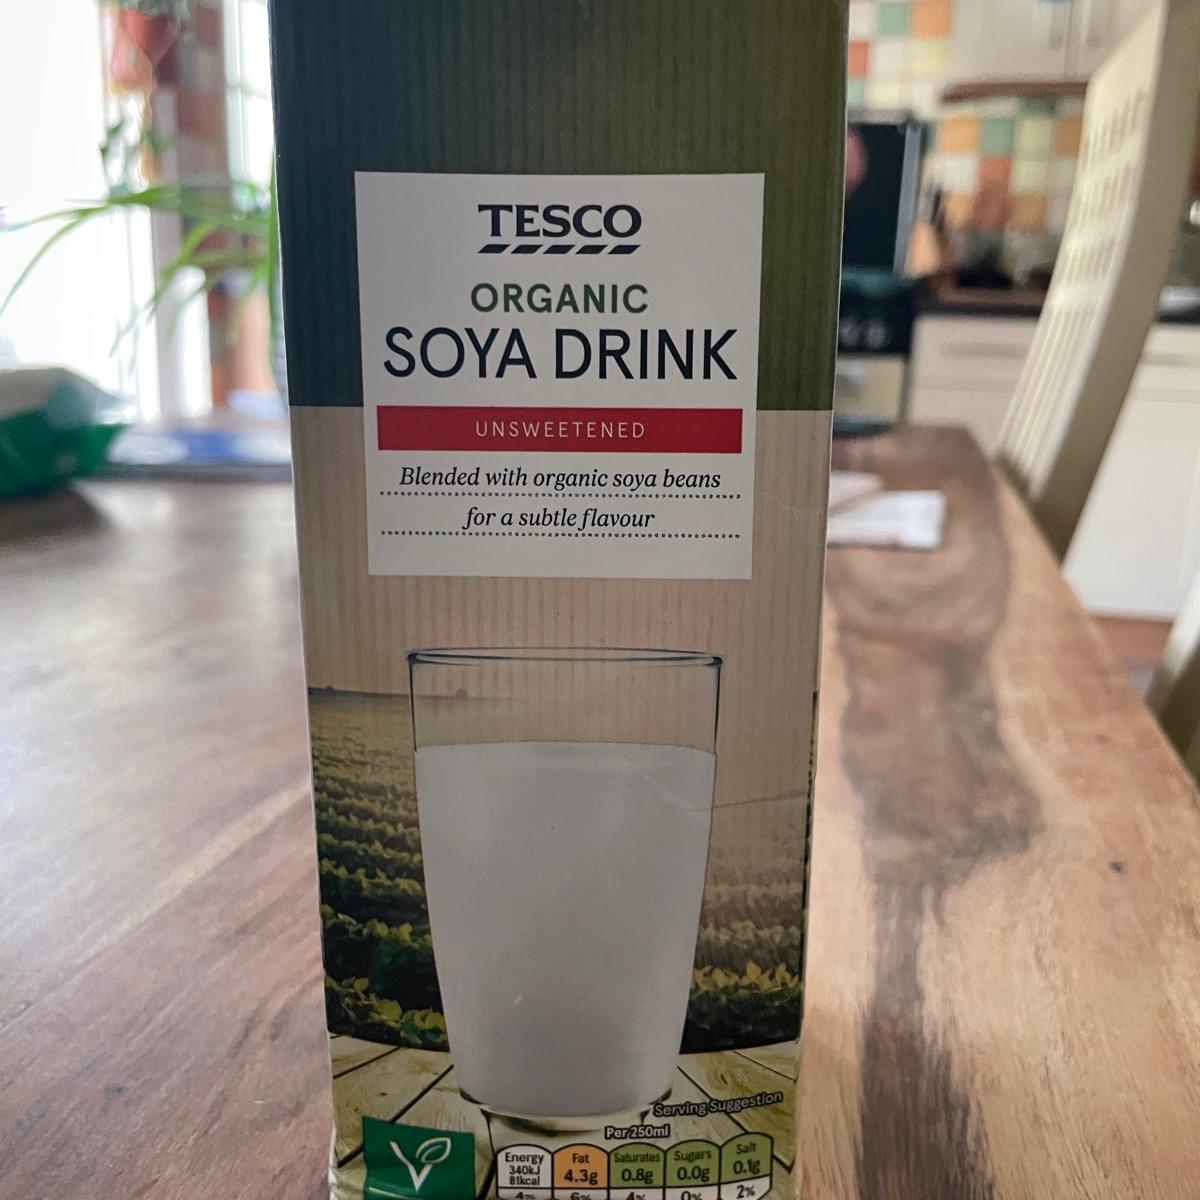 TESCO
ORGANIC
SOYA DRINK
UNSWEETENED
Blended with organic soya beans
for a subtle flavour
Serving Suggestion
Per 250ml
Energy Fat Saturates Sugars Salt
340kJ
81kcal 4.3g 0.8g 0.0g 0.1g
4% 6% 4% 0% 2%